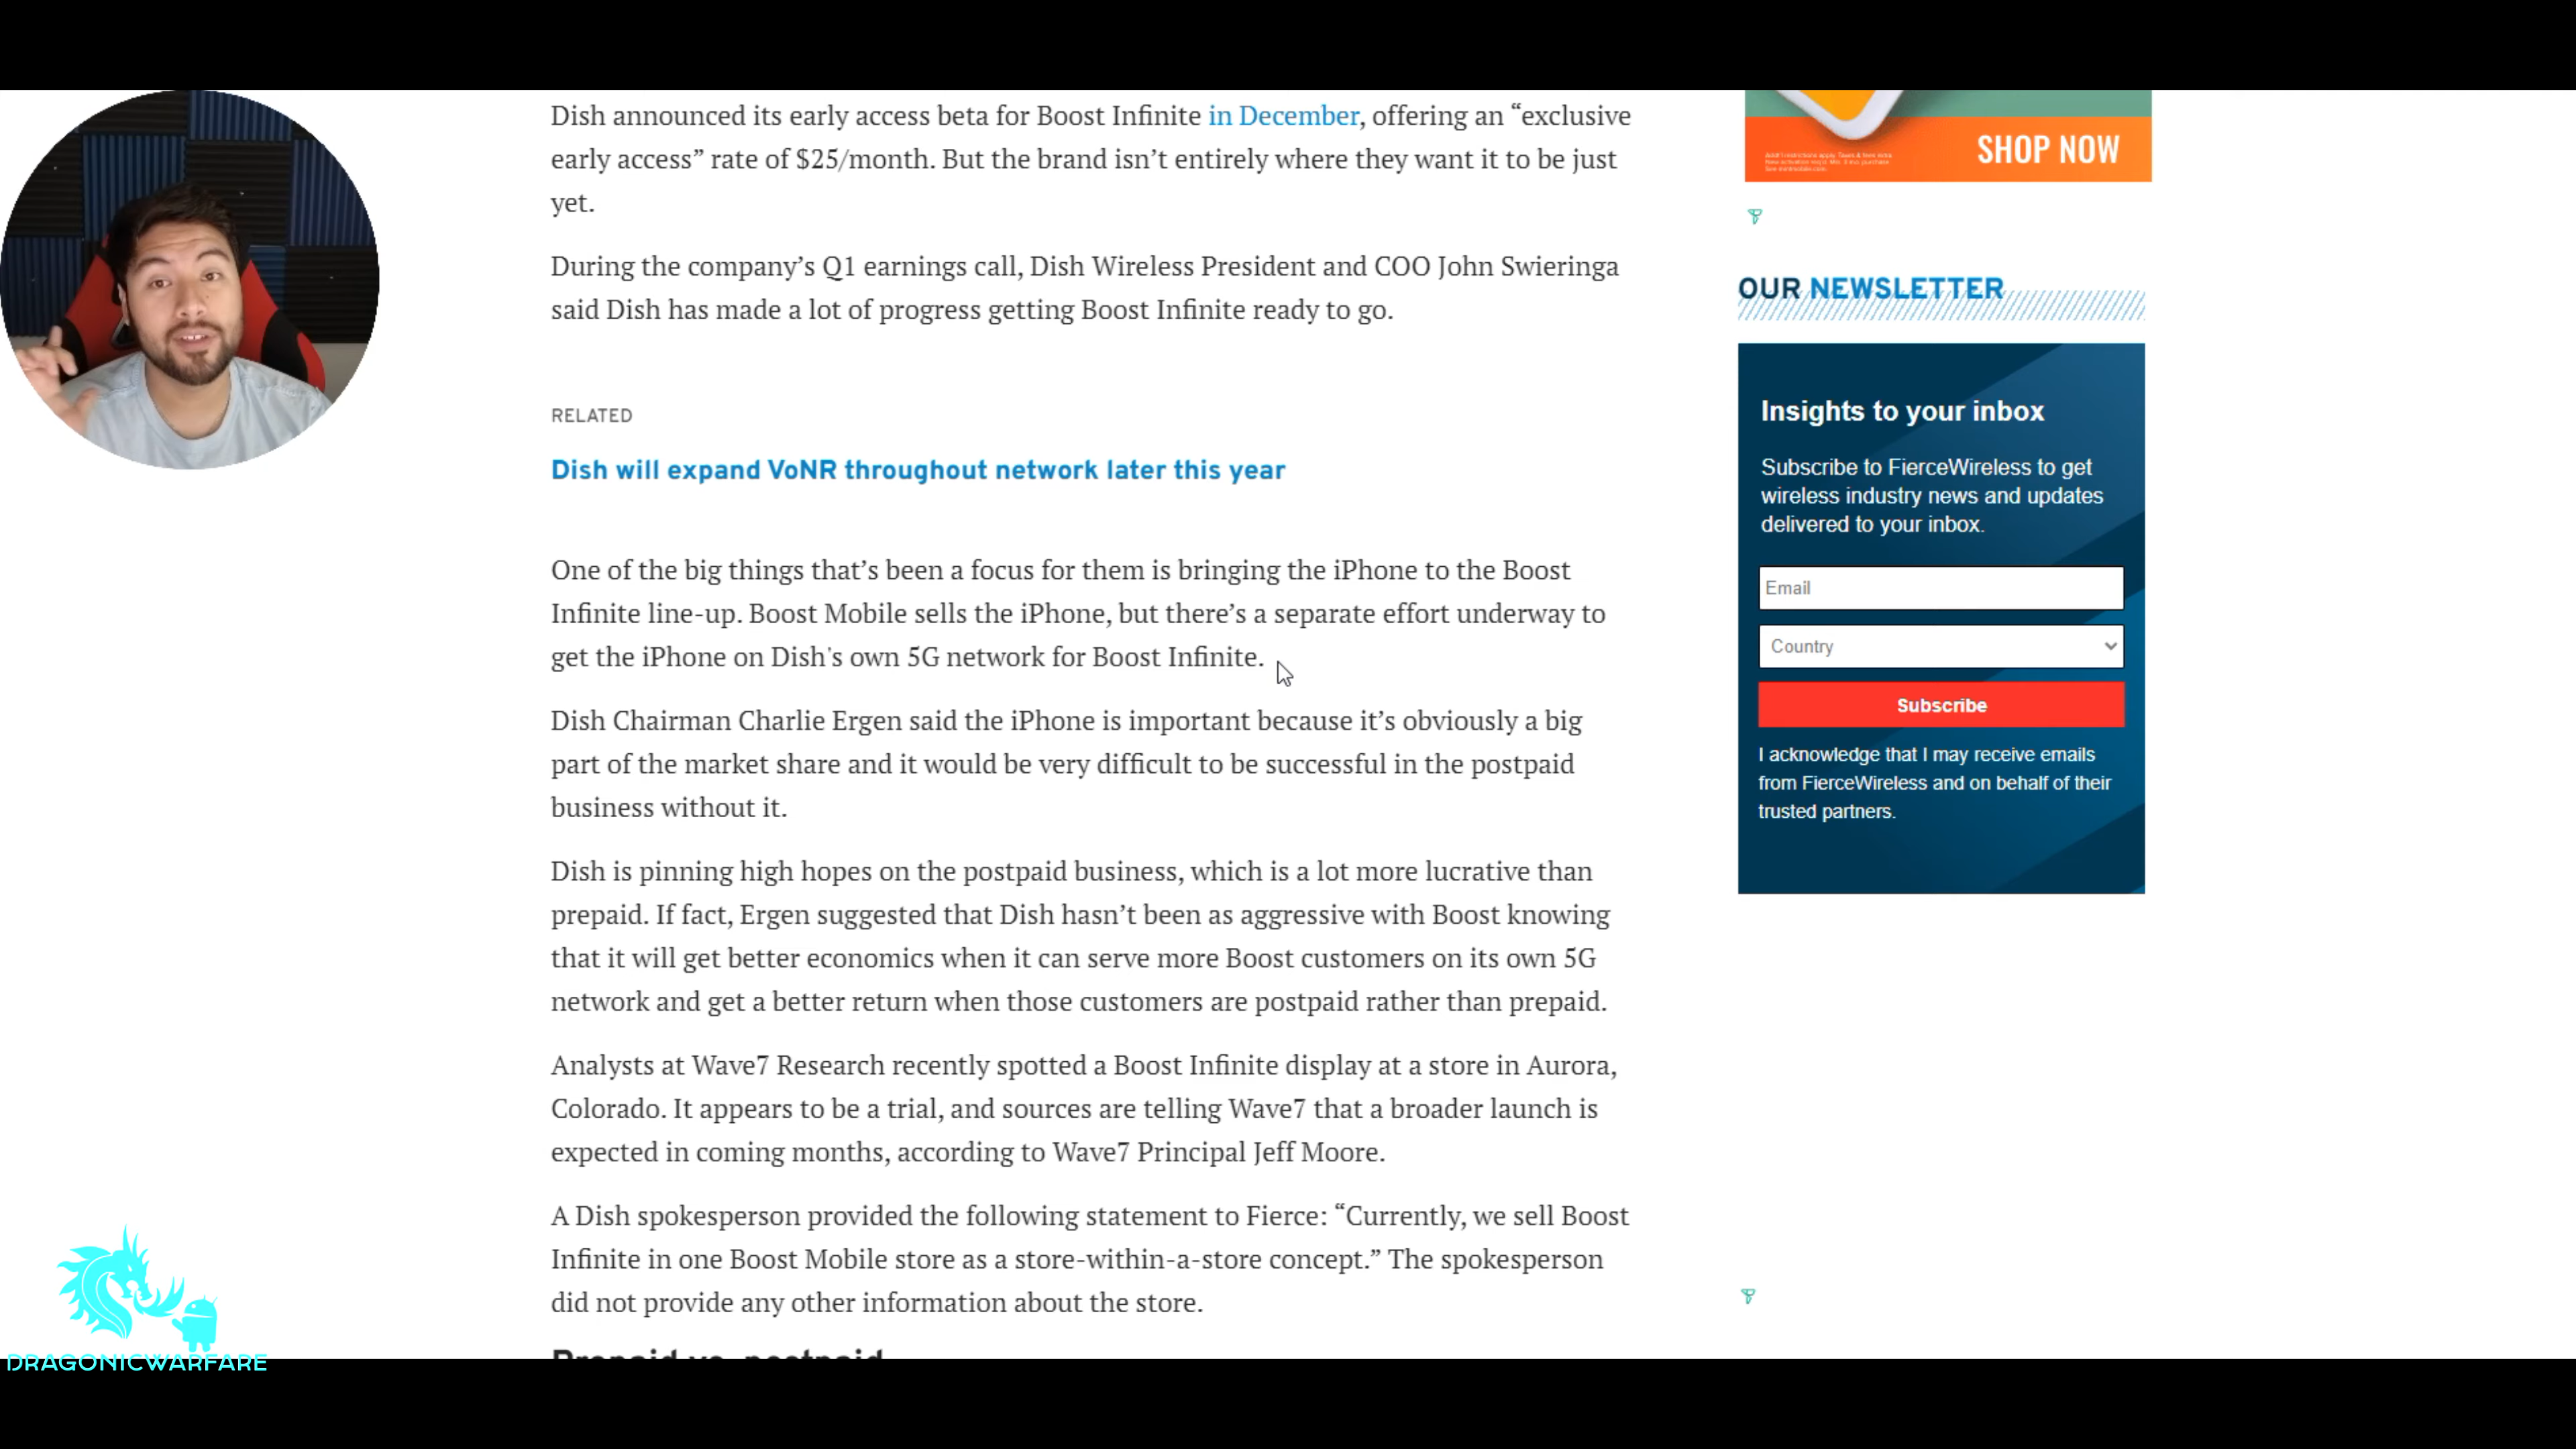 Dish announced its early access beta for Boost Infinite in December, offering an “exclusive
early access” rate of $25/month. But the brand isn’t entirely where they want it to be just
yet.
During the company’s Q1 earnings call, Dish Wireless President and COO John Swieringa
said Dish has made a lot of progress getting Boost Infinite ready to go.
RELATED
Dish will expand VoNR throughout network later this year
One of the big things that’s been a focus for them is bringing the iPhone to the Boost
Infinite line-up. Boost Mobile sells the iPhone, but there’s a separate effort underway to
get the iPhone on Dish's own 5G network for Boost Infinite.
Dish Chairman Charlie Ergen said the iPhone is important because it’s obviously a big
part of the market share and it would be very difficult to be successful in the postpaid
business without it.
Dish is pinning high hopes on the postpaid business, which is a lot more lucrative than
prepaid. If fact, Ergen suggested that Dish hasn’t been as aggressive with Boost knowing
that it will get better economics when it can serve more Boost customers on its own 5G
network and get a better return when those customers are postpaid rather than prepaid.
Analysts at Wave7 Research recently spotted a Boost Infinite display at a store in Aurora,
Colorado. It appears to be a trial, and sources are telling Wave7 that a broader launch is
expected in coming months, according to Wave7 Principal Jeff Moore.
A Dish spokesperson provided the following statement to Fierce: “Currently, we sell Boost
Infinite in one Boost Mobile store as a store-within-a-store concept.” The spokesperson
did not provide any other information about the store.
Prepaid vs. postpaid
SHOP NOW
OUR NEWSLETTER
Insights to your inbox
Subscribe to FierceWireless to get
wireless industry news and updates
delivered to your inbox.
Email
Country
Subscribe
I acknowledge that I may receive emails
from FierceWireless and on behalf of their
trusted partners.
DRAGONICWARFARE